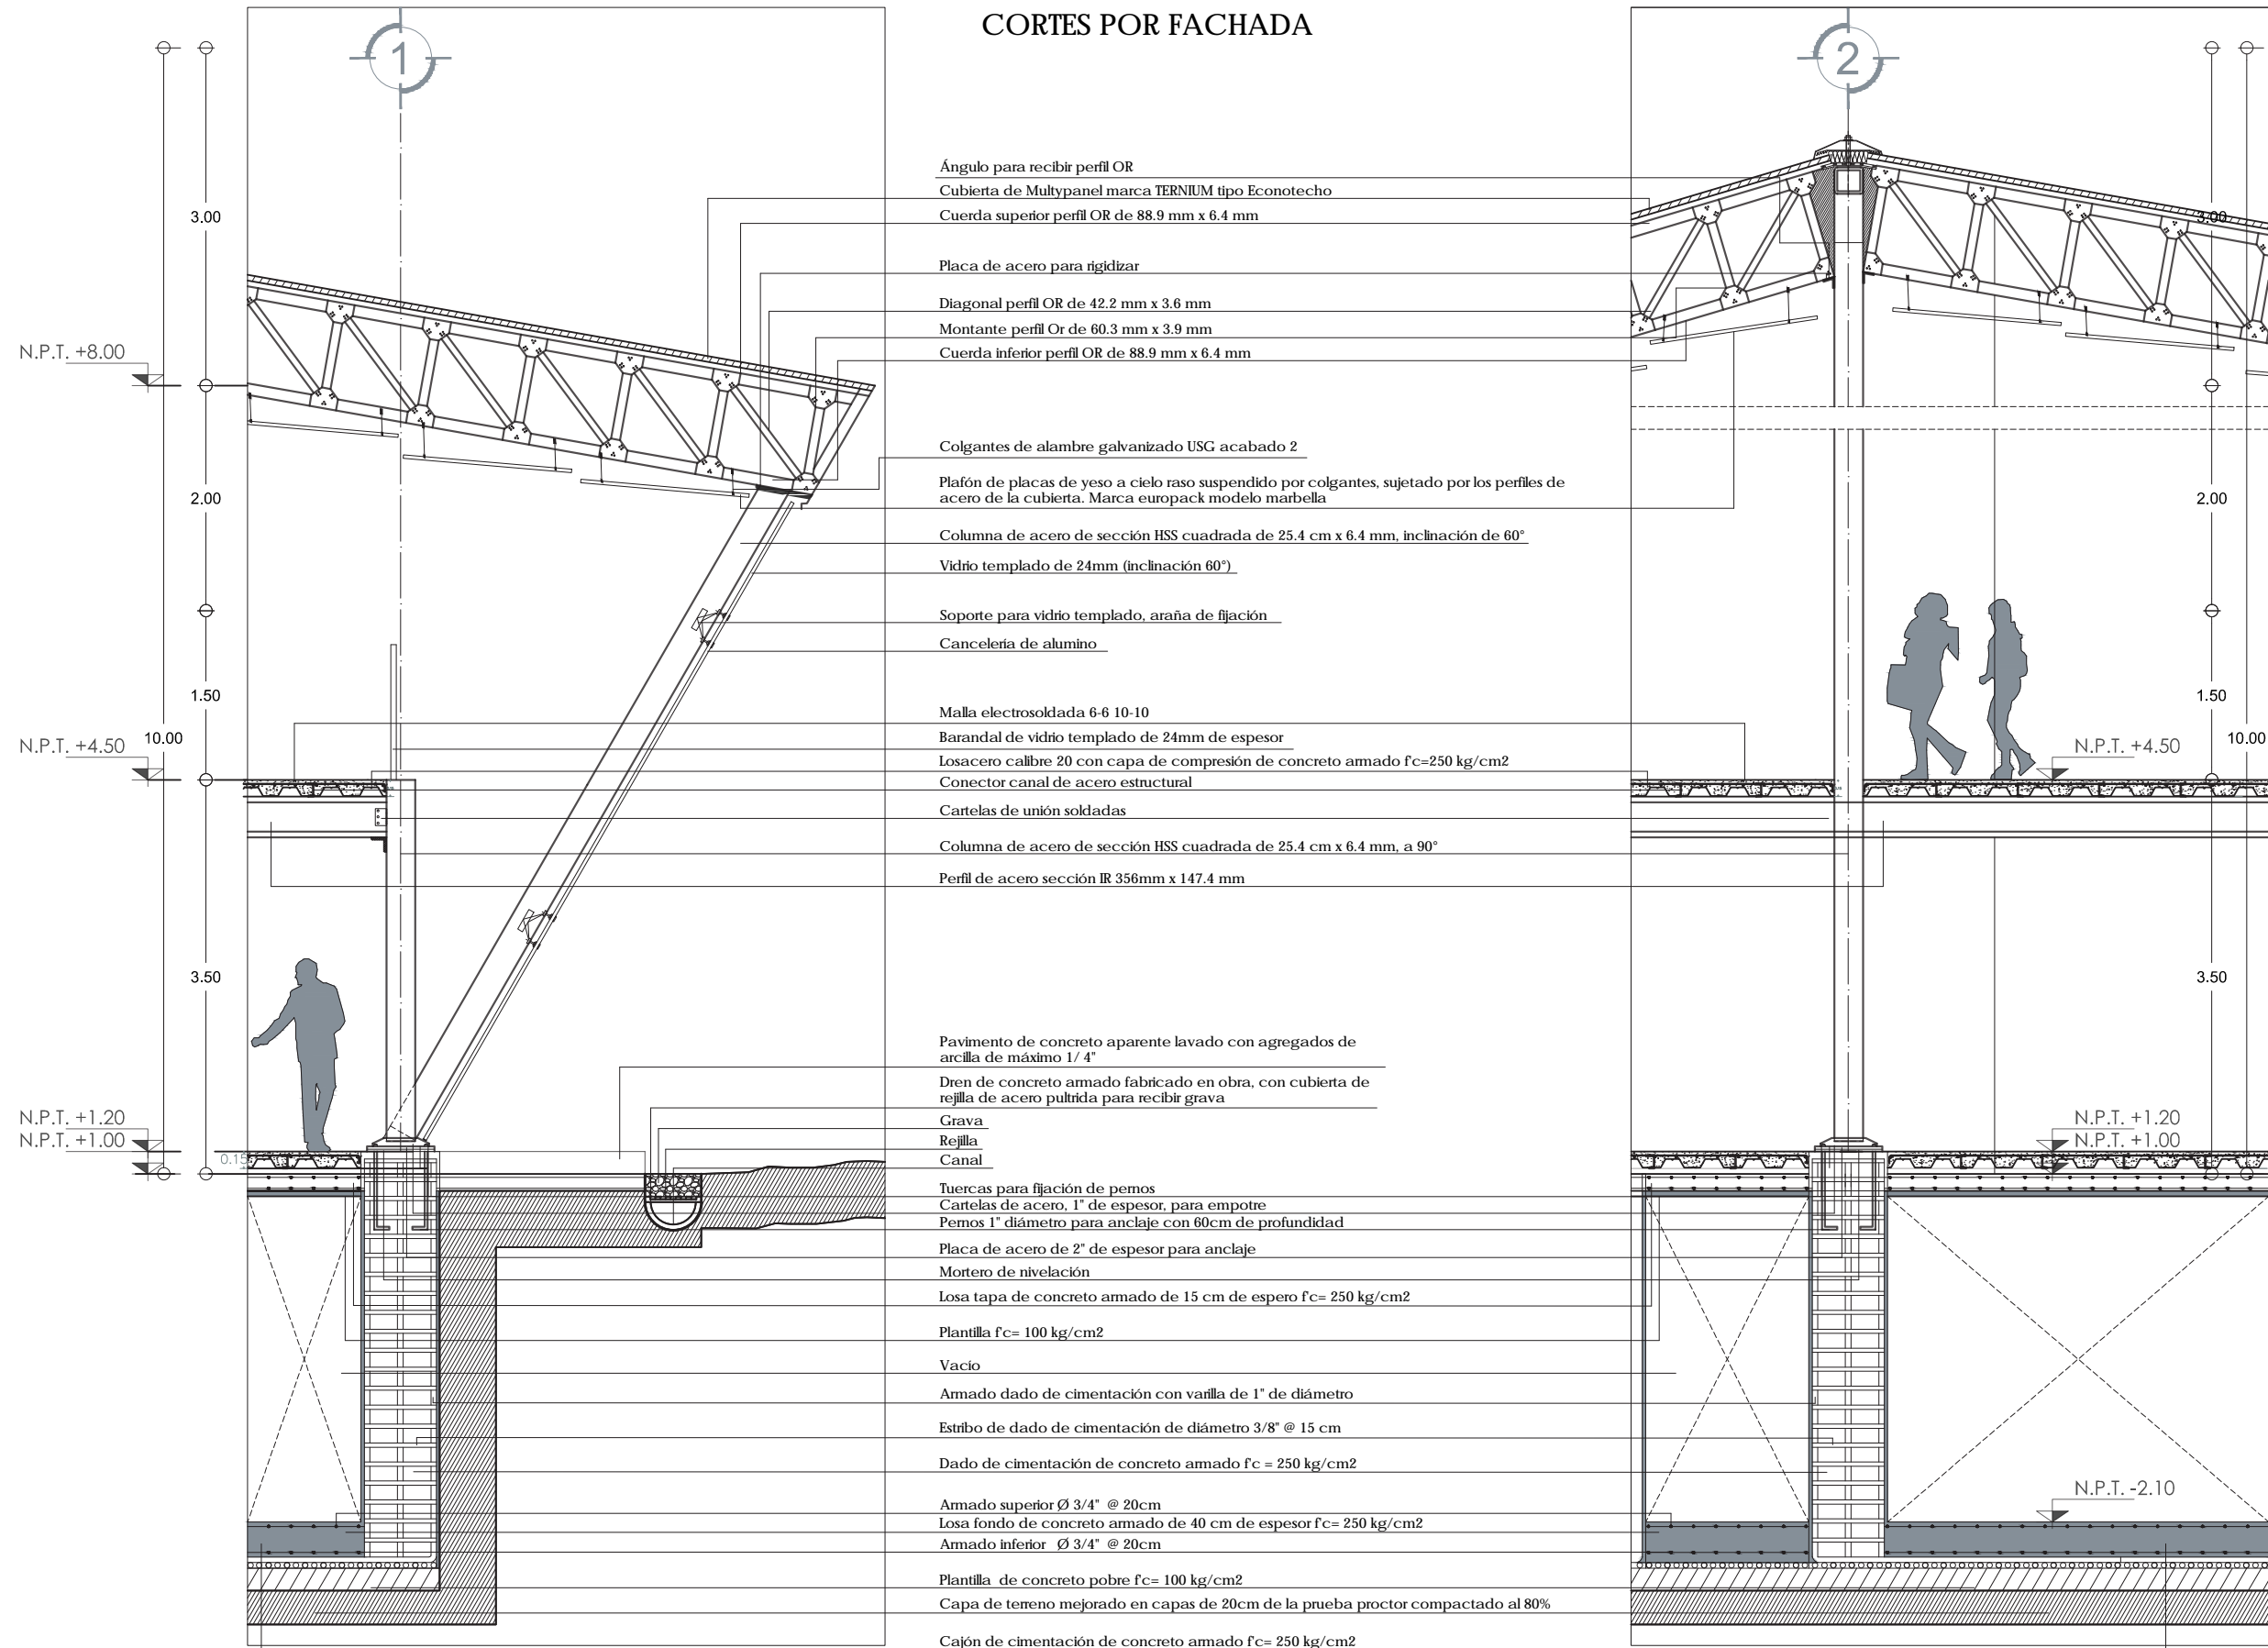 CORTES POR FACHADA
1
2
3.00
N.P.T. +8.00
2.00
1.50
10.00
N.P.T. +4.50
3.50
N.P.T. +1.20
N.P.T. +1.00
0.15
Ángulo para recibir perfil OR
Cubierta de Multypanel marca TERNIUM tipo Econotecho
Cuerda superior perfil OR de 88.9 mm x 6.4 mm
Placa de acero para rigidizar
Diagonal perfil OR de 42.2 mm x 3.6 mm
Montante perfil Or de 60.3 mm x 3.9 mm
Cuerda inferior perfil OR de 88.9 mm x 6.4 mm
Colgantes de alambre galvanizado USG acabado 2
Plafón de placas de yeso a cielo raso suspendido por colgantes, sujetado por los perfiles de
acero de la cubierta. Marca europack modelo marbella
Columna de acero de sección HSS cuadrada de 25.4 cm x 6.4 mm, inclinación de 60°
Vidrio templado de 24mm (inclinación 60°)
Soporte para vidrio templado, araña de fijación
Cancelería de alumino
Malla electrosoldada 6-6 10-10
Barandal de vidrio templado de 24mm de espesor
Losacero calibre 20 con capa de compresión de concreto armado f'c=250 kg/cm2
Conector canal de acero estructural
Cartelas de unión soldadas
Columna de acero de sección HSS cuadrada de 25.4 cm x 6.4 mm, a 90°
Perfil de acero sección IR 356mm x 147.4 mm
Pavimento de concreto aparente lavado con agregados de
arcilla de máximo 1/4"
Dren de concreto armado fabricado en obra, con cubierta de
rejilla de acero pultrida para recibir grava
Grava
Rejilla
Canal
Tuercas para fijación de pernos
Cartelas de acero, 1" de espesor, para empotre
Pernos 1" diámetro para anclaje con 60cm de profundidad
Placa de acero de 2" de espesor para anclaje
Mortero de nivelación
Losa tapa de concreto armado de 15 cm de espero f'c= 250 kg/cm2
Plantilla f'c= 100 kg/cm2
Vacío
Armado dado de cimentación con varilla de 1" de diámetro
Estribo de dado de cimentación de diámetro 3/8" @ 15 cm
Dado de cimentación de concreto armado f'c = 250 kg/cm2
Armado superior Ø 3/4" @ 20cm
Losa fondo de concreto armado de 40 cm de espesor f'c= 250 kg/cm2
Armado inferior Ø 3/4" @ 20cm
Plantilla de concreto pobre f'c= 100 kg/cm2
Capa de terreno mejorado en capas de 20cm de la prueba proctor compactado al 80%
Cajón de cimentación de concreto armado f'c= 250 kg/cm2
3.00
2.00
1.50
N.P.T. +4.50
10.00
3.50
N.P.T. +1.20
N.P.T. +1.00
N.P.T. -2.10